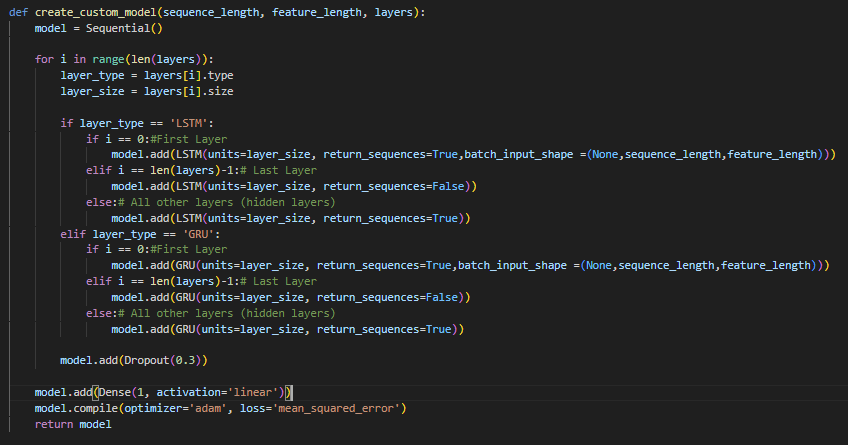 def create_custom_model(sequence_length, feature_length, layers):
    model = Sequential()

    for i in range(len(layers)):
        layer_type = layers[i].type
        layer_size = layers[i].size

        if layer_type == 'LSTM':
            if i == 0:#First Layer
                model.add(LSTM(units=layer_size, return_sequences=True,batch_input_shape =(None,sequence_length,feature_length)))
            elif i == len(layers)-1:# Last Layer
                model.add(LSTM(units=layer_size, return_sequences=False))
            else:# All other layers (hidden layers)
                model.add(LSTM(units=layer_size, return_sequences=True))
        elif layer_type == 'GRU':
            if i == 0:#First Layer
                model.add(GRU(units=layer_size, return_sequences=True,batch_input_shape =(None,sequence_length,feature_length)))
            elif i == len(layers)-1:# Last Layer
                model.add(GRU(units=layer_size, return_sequences=False))
            else:# All other layers (hidden layers)
                model.add(GRU(units=layer_size, return_sequences=True))

        model.add(Dropout(0.3))

    model.add(Dense(1, activation='linear'))
    model.compile(optimizer='adam', loss='mean_squared_error')
    return model